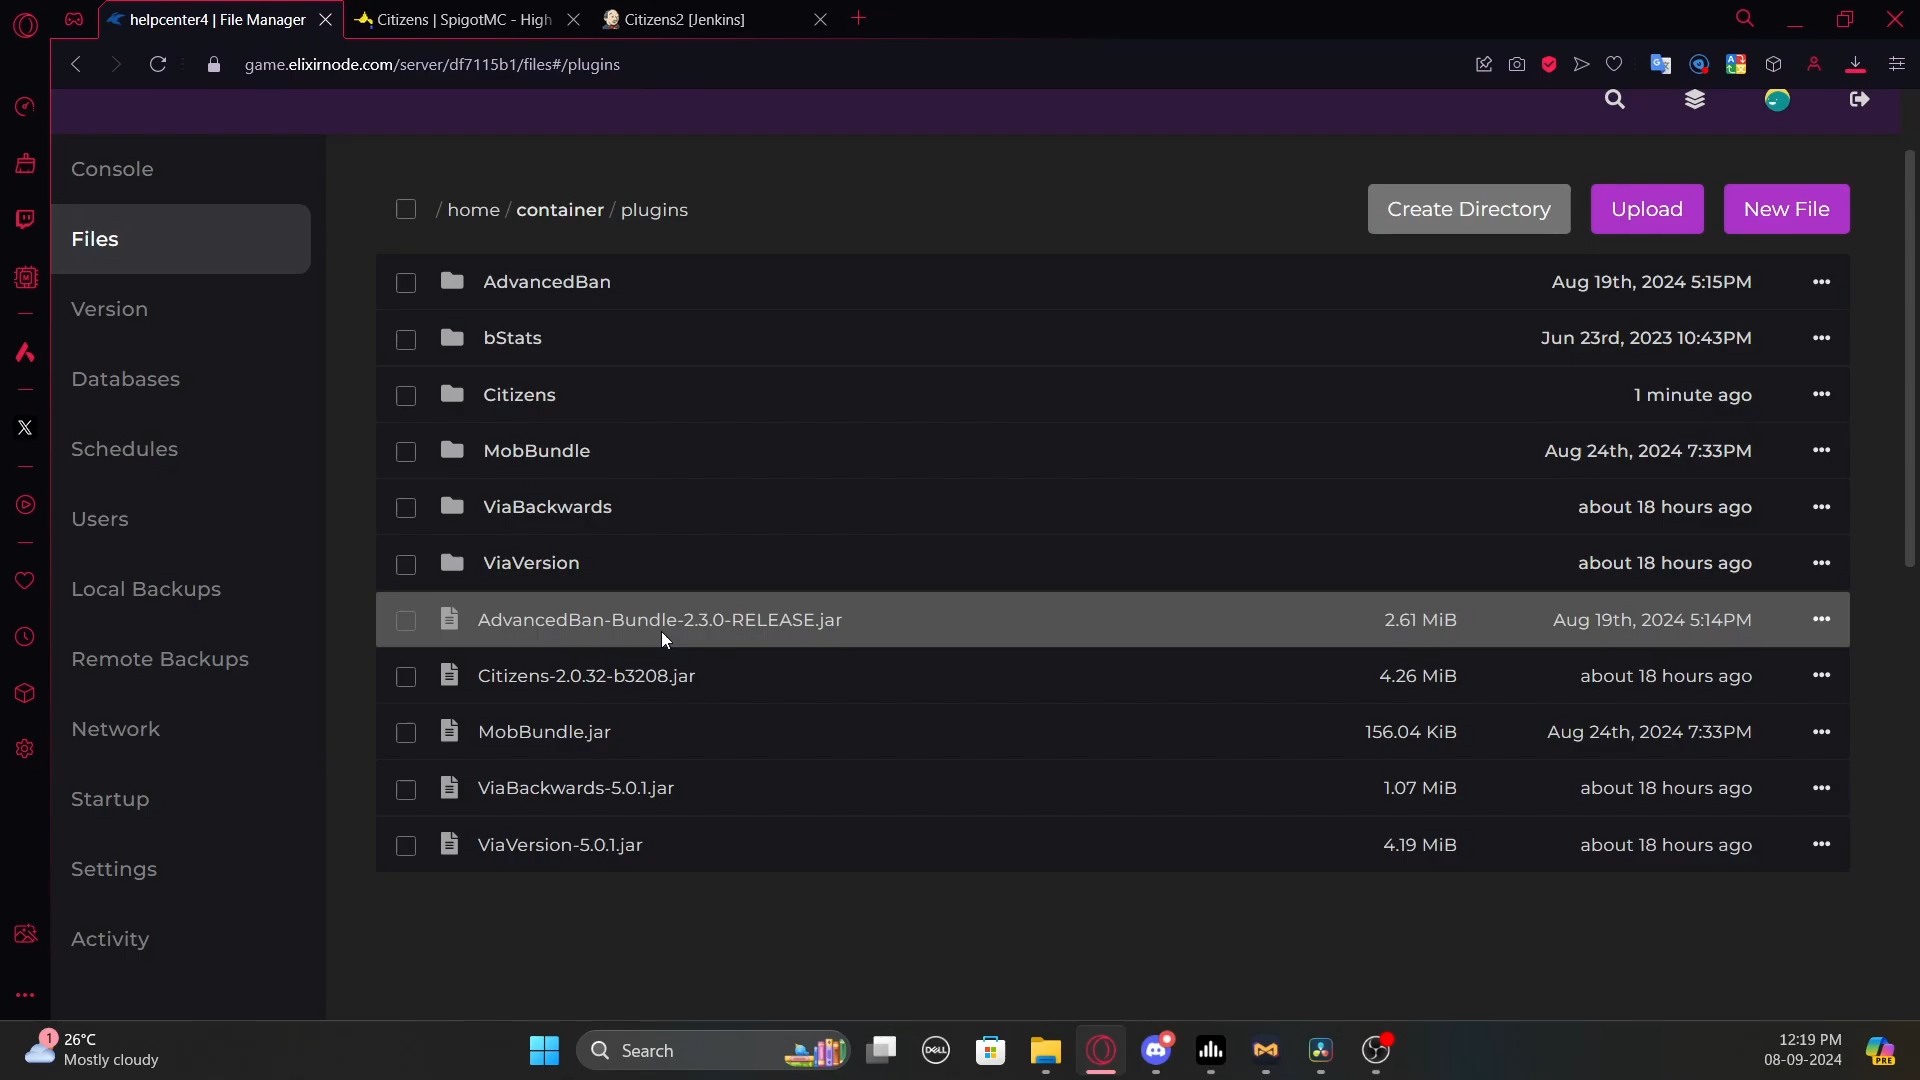 helpcenter4 | File Manager
Citizens | SpigotMC - High
Citizens2 [Jenkins]
game.elixirnode.com/server/df7115b1/files#/plugins
Console
Files
Version
Databases
Schedules
Users
Local Backups
Remote Backups
Network
Startup
Settings
Activity
/ home / container / plugins
Create Directory
Upload
New File
AdvancedBan Aug 19th, 2024 5:15PM
bStats Jun 23rd, 2023 10:43PM
Citizens 1 minute ago
MobBundle Aug 24th, 2024 7:33PM
ViaBackwards about 18 hours ago
ViaVersion about 18 hours ago
AdvancedBan-Bundle-2.3.0-RELEASE.jar 2.61 MiB Aug 19th, 2024 5:14PM
Citizens-2.0.32-b3208.jar 4.26 MiB about 18 hours ago
MobBundle.jar 156.04 KiB Aug 24th, 2024 7:33PM
ViaBackwards-5.0.1.jar 1.07 MiB about 18 hours ago
ViaVersion-5.0.1.jar 4.19 MiB about 18 hours ago
1
26°C
Mostly cloudy
Search
DELL
12:19 PM
08-09-2024
PRE